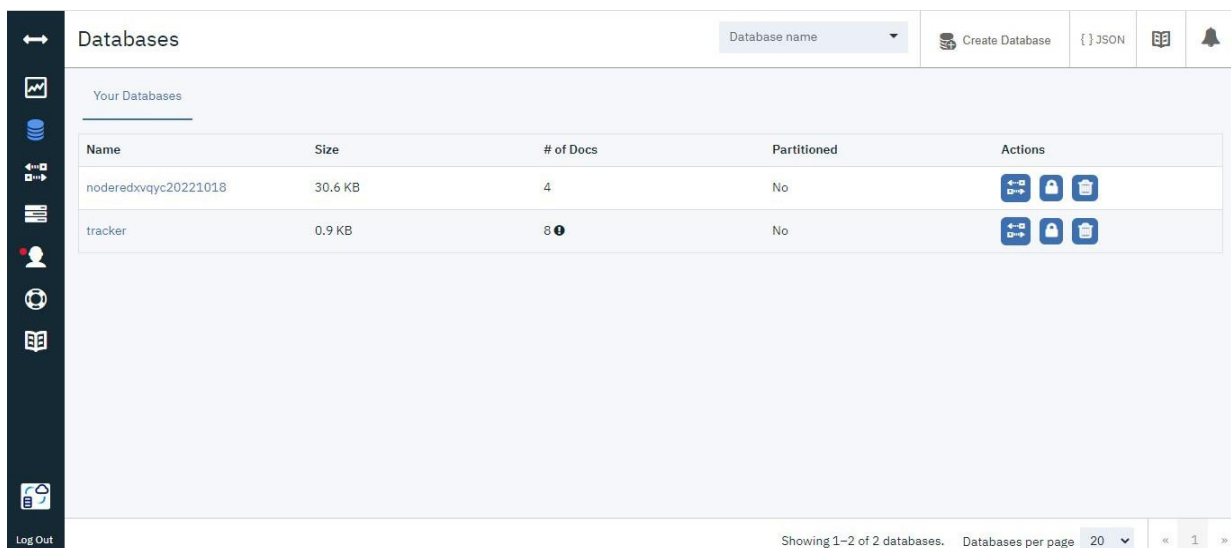 Databases
Database name
Create Database
{ } JSON
Your Databases
Name Size # of Docs Partitioned Actions
noderedxvqyc20221018 30.6 KB 4 No
tracker 0.9 KB 8 No
Log Out
Showing 1–2 of 2 databases. Databases per page 20 « 1 »